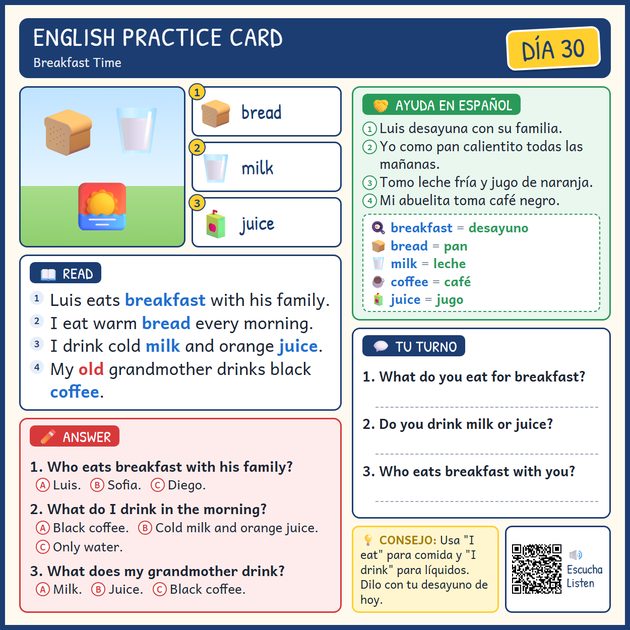 ENGLISH PRACTICE CARD
Breakfast Time
DÍA 30
1 bread
2 milk
3 juice
READ
1 Luis eats breakfast with his family.
2 I eat warm bread every morning.
3 I drink cold milk and orange juice.
4 My old grandmother drinks black
coffee.
ANSWER
1. Who eats breakfast with his family?
A Luis. B Sofia. C Diego.
2. What do I drink in the morning?
A Black coffee. B Cold milk and orange juice.
C Only water.
3. What does my grandmother drink?
A Milk. B Juice. C Black coffee.
AYUDA EN ESPAÑOL
1 Luis desayuna con su familia.
2 Yo como pan calientito todas las
mañanas.
3 Tomo leche fría y jugo de naranja.
4 Mi abuelita toma café negro.
breakfast = desayuno
bread = pan
milk = leche
coffee = café
juice = jugo
TU TURNO
1. What do you eat for breakfast?
2. Do you drink milk or juice?
3. Who eats breakfast with you?
CONSEJO: Usa "I
eat" para comida y "I
drink" para líquidos.
Dilo con tu desayuno de
hoy.
Escucha
Listen